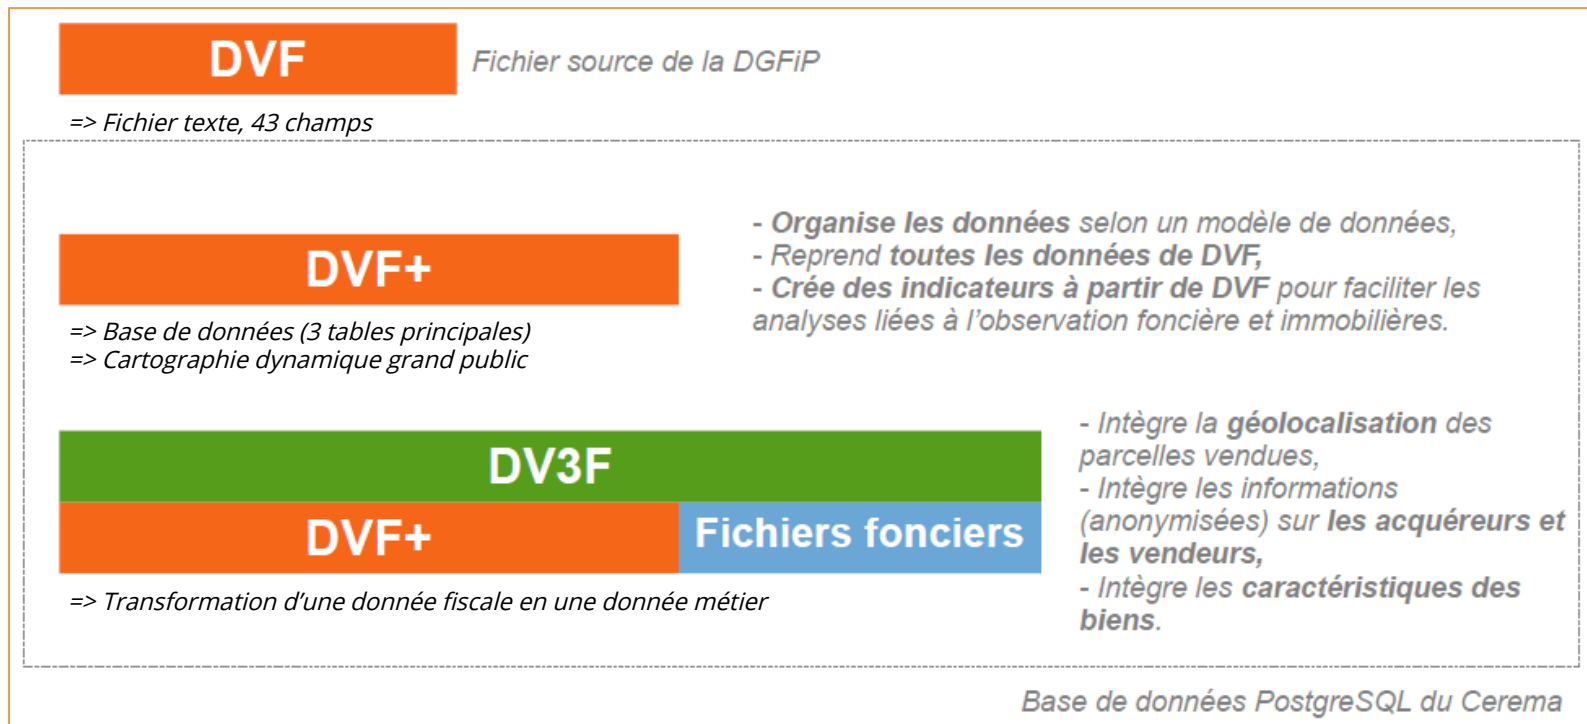 DVF
Fichier source de la DGFiP
=> Fichier texte, 43 champs
DVF+
- Organise les données selon un modèle de données,
- Reprend toutes les données de DVF,
- Crée des indicateurs à partir de DVF pour faciliter les
analyses liées à l'observation foncière et immobilières.
=> Base de données (3 tables principales)
=> Cartographie dynamique grand public
DV3F
DVF+
Fichiers fonciers
=> Transformation d'une donnée fiscale en une donnée métier
- Intègre la géolocalisation des
parcelles vendues,
- Intègre les informations
(anonymisées) sur les acquéreurs et
les vendeurs,
- Intègre les caractéristiques des
biens.
Base de données PostgreSQL du Cerema